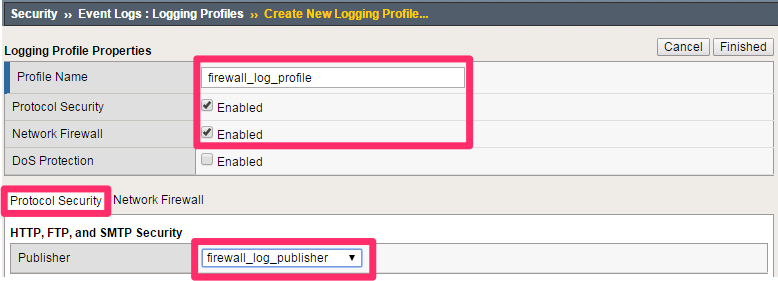 Security ›› Event Logs : Logging Profiles ›› Create New Logging Profile...
Logging Profile Properties Cancel Finished
Profile Name firewall_log_profile
Protocol Security Enabled
Network Firewall Enabled
DoS Protection Enabled
Protocol Security Network Firewall
HTTP, FTP, and SMTP Security
Publisher firewall_log_publisher